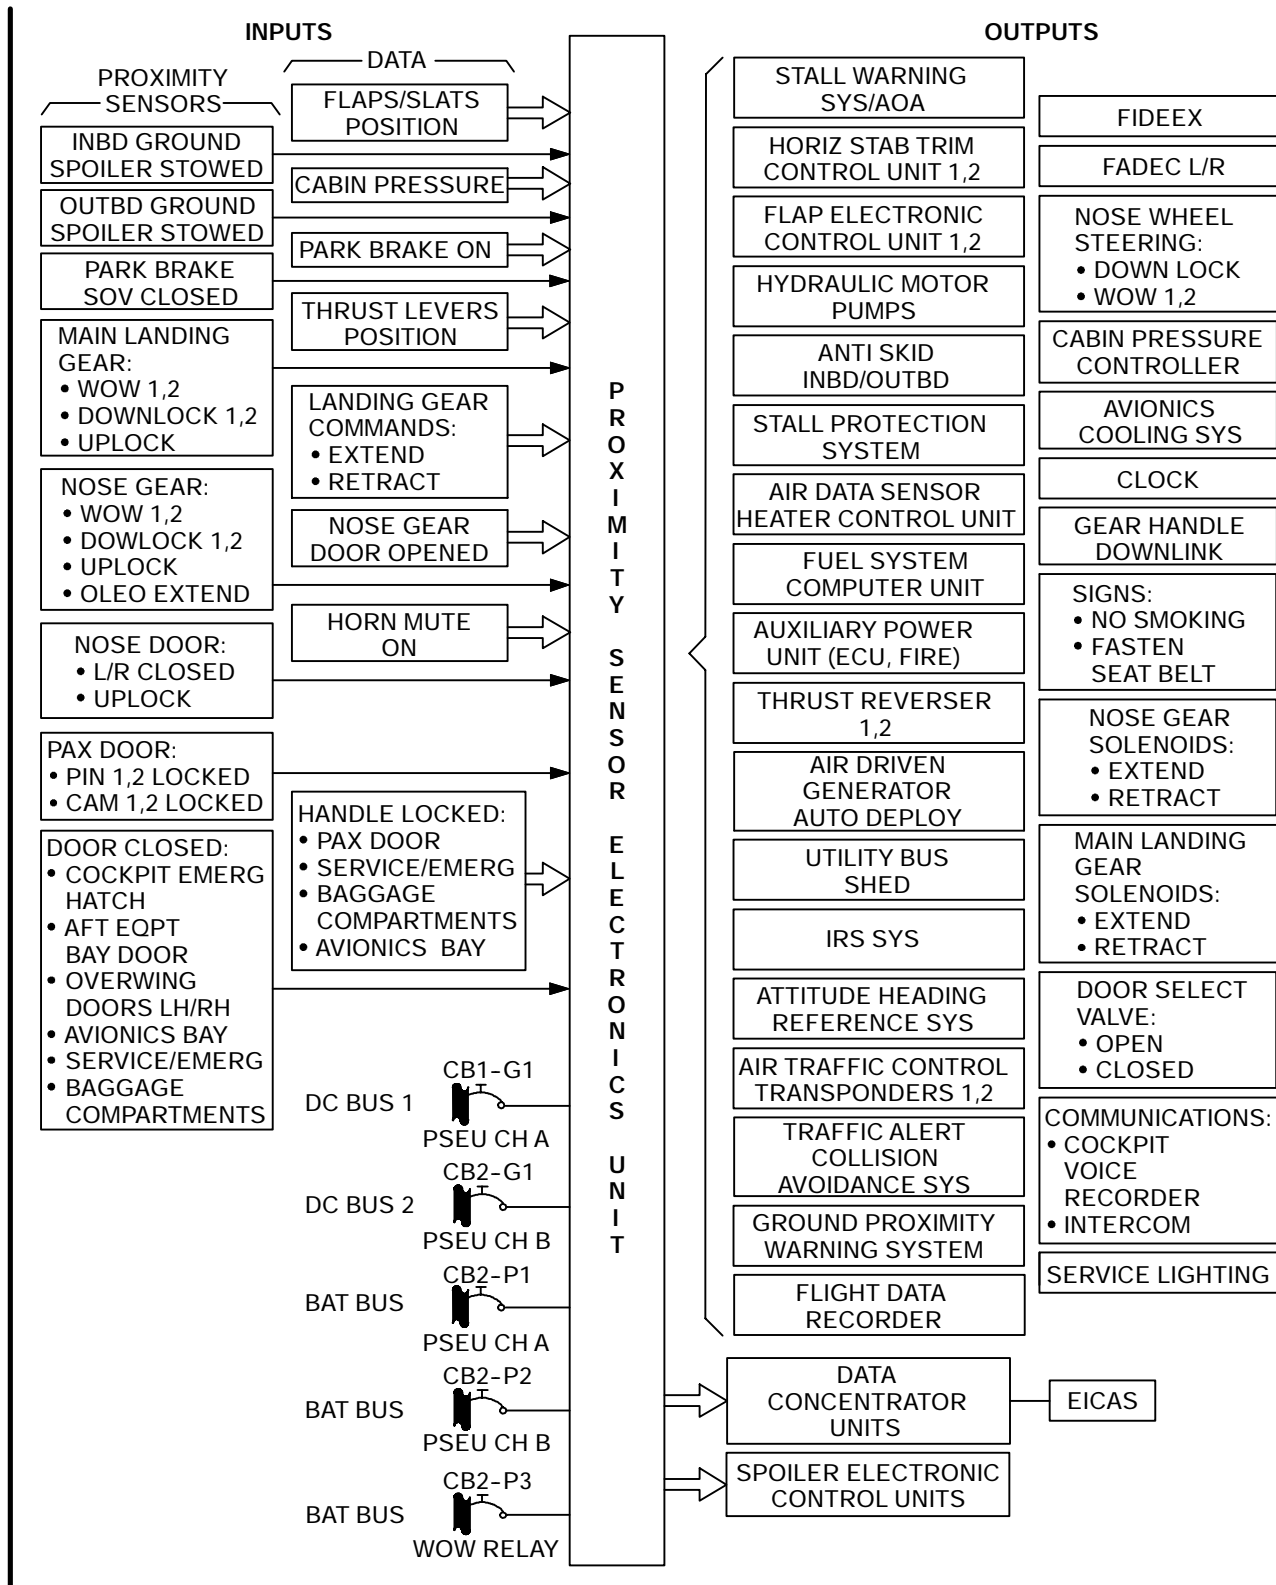 INPUTS
DATA
PROXIMITY
SENSORS
INBD GROUND
SPOILER STOWED
OUTBD GROUND
SPOILER STOWED
PARK BRAKE
SOV CLOSED
MAIN LANDING
GEAR:
• WOW 1,2
• DOWNLOCK 1,2
• UPLOCK
NOSE GEAR:
• WOW 1,2
• DOWLOCK 1,2
• UPLOCK
• OLEO EXTEND
NOSE DOOR:
• L/R CLOSED
• UPLOCK
PAX DOOR:
• PIN 1,2 LOCKED
• CAM 1,2 LOCKED
DOOR CLOSED:
• COCKPIT EMERG
HATCH
• AFT EQPT
BAY DOOR
• OVERWING
DOORS LH/RH
• AVIONICS BAY
• SERVICE/EMERG
• BAGGAGE
COMPARTMENTS
FLAPS/SLATS
POSITION
CABIN PRESSURE
PARK BRAKE ON
THRUST LEVERS
POSITION
LANDING GEAR
COMMANDS:
• EXTEND
• RETRACT
NOSE GEAR
DOOR OPENED
HORN MUTE
ON
HANDLE LOCKED:
• PAX DOOR
• SERVICE/EMERG
• BAGGAGE
COMPARTMENTS
• AVIONICS BAY
CB1-G1
DC BUS 1
PSEU CH A
CB2-G1
DC BUS 2
PSEU CH B
CB2-P1
BAT BUS
PSEU CH A
CB2-P2
BAT BUS
PSEU CH B
CB2-P3
BAT BUS
WOW RELAY
PROXIMITY SENSOR ELECTRONICS UNIT
OUTPUTS
STALL WARNING
SYS/AOA
HORIZ STAB TRIM
CONTROL UNIT 1,2
FLAP ELECTRONIC
CONTROL UNIT 1,2
HYDRAULIC MOTOR
PUMPS
ANTI SKID
INBD/OUTBD
STALL PROTECTION
SYSTEM
AIR DATA SENSOR
HEATER CONTROL UNIT
FUEL SYSTEM
COMPUTER UNIT
AUXILIARY POWER
UNIT (ECU, FIRE)
THRUST REVERSER
1,2
AIR DRIVEN
GENERATOR
AUTO DEPLOY
UTILITY BUS
SHED
IRS SYS
ATTITUDE HEADING
REFERENCE SYS
AIR TRAFFIC CONTROL
TRANSPONDERS 1,2
TRAFFIC ALERT
COLLISION
AVOIDANCE SYS
GROUND PROXIMITY
WARNING SYSTEM
FLIGHT DATA
RECORDER
DATA
CONCENTRATOR
UNITS
EICAS
SPOILER ELECTRONIC
CONTROL UNITS
FIDEEX
FADEC L/R
NOSE WHEEL
STEERING:
• DOWN LOCK
• WOW 1,2
CABIN PRESSURE
CONTROLLER
AVIONICS
COOLING SYS
CLOCK
GEAR HANDLE
DOWNLINK
SIGNS:
• NO SMOKING
• FASTEN
SEAT BELT
NOSE GEAR
SOLENOIDS:
• EXTEND
• RETRACT
MAIN LANDING
GEAR
SOLENOIDS:
• EXTEND
• RETRACT
DOOR SELECT
VALVE:
• OPEN
• CLOSED
COMMUNICATIONS:
• COCKPIT
VOICE
RECORDER
• INTERCOM
SERVICE LIGHTING